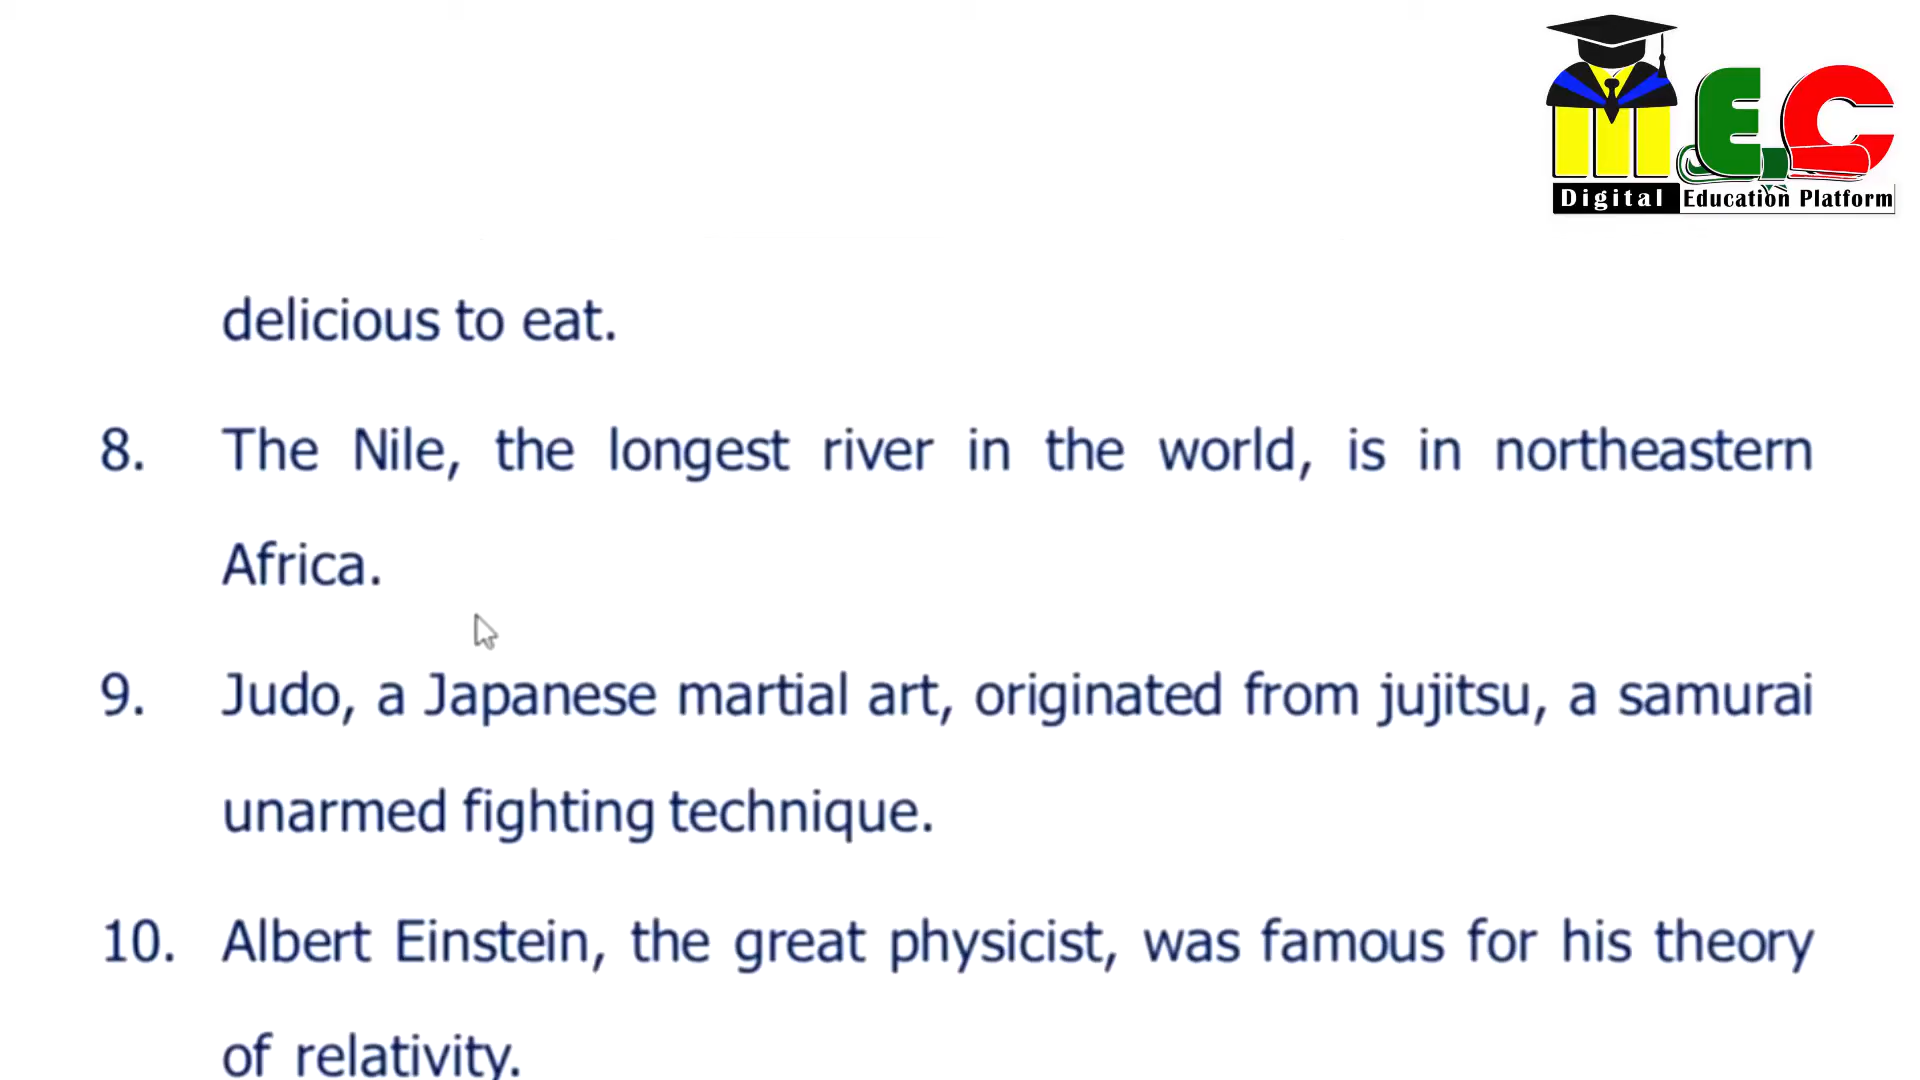 MEC
Digital Education Platform
delicious to eat.
8. The Nile, the longest river in the world, is in northeastern
Africa.
9. Judo, a Japanese martial art, originated from jujitsu, a samurai
unarmed fighting technique.
10. Albert Einstein, the great physicist, was famous for his theory
of relativity.